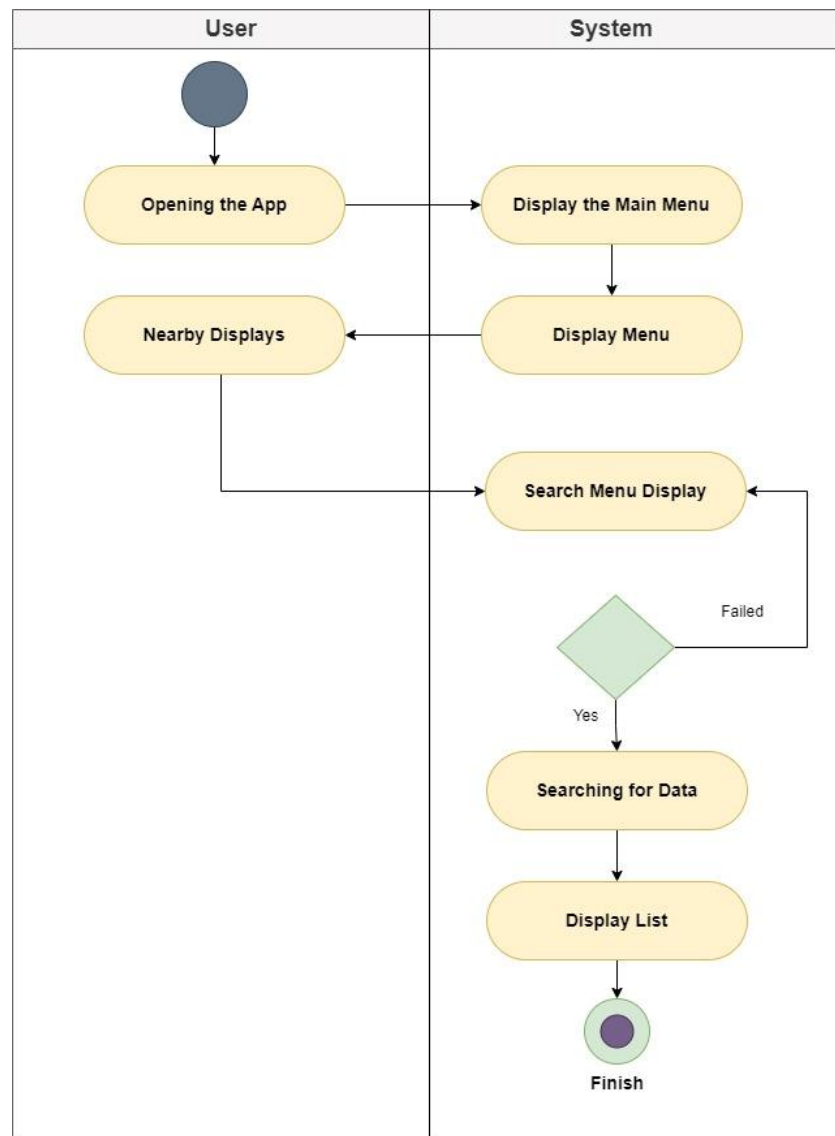 User
System
Opening the App
Display the Main Menu
Nearby Displays
Display Menu
Search Menu Display
Failed
Yes
Searching for Data
Display List
Finish